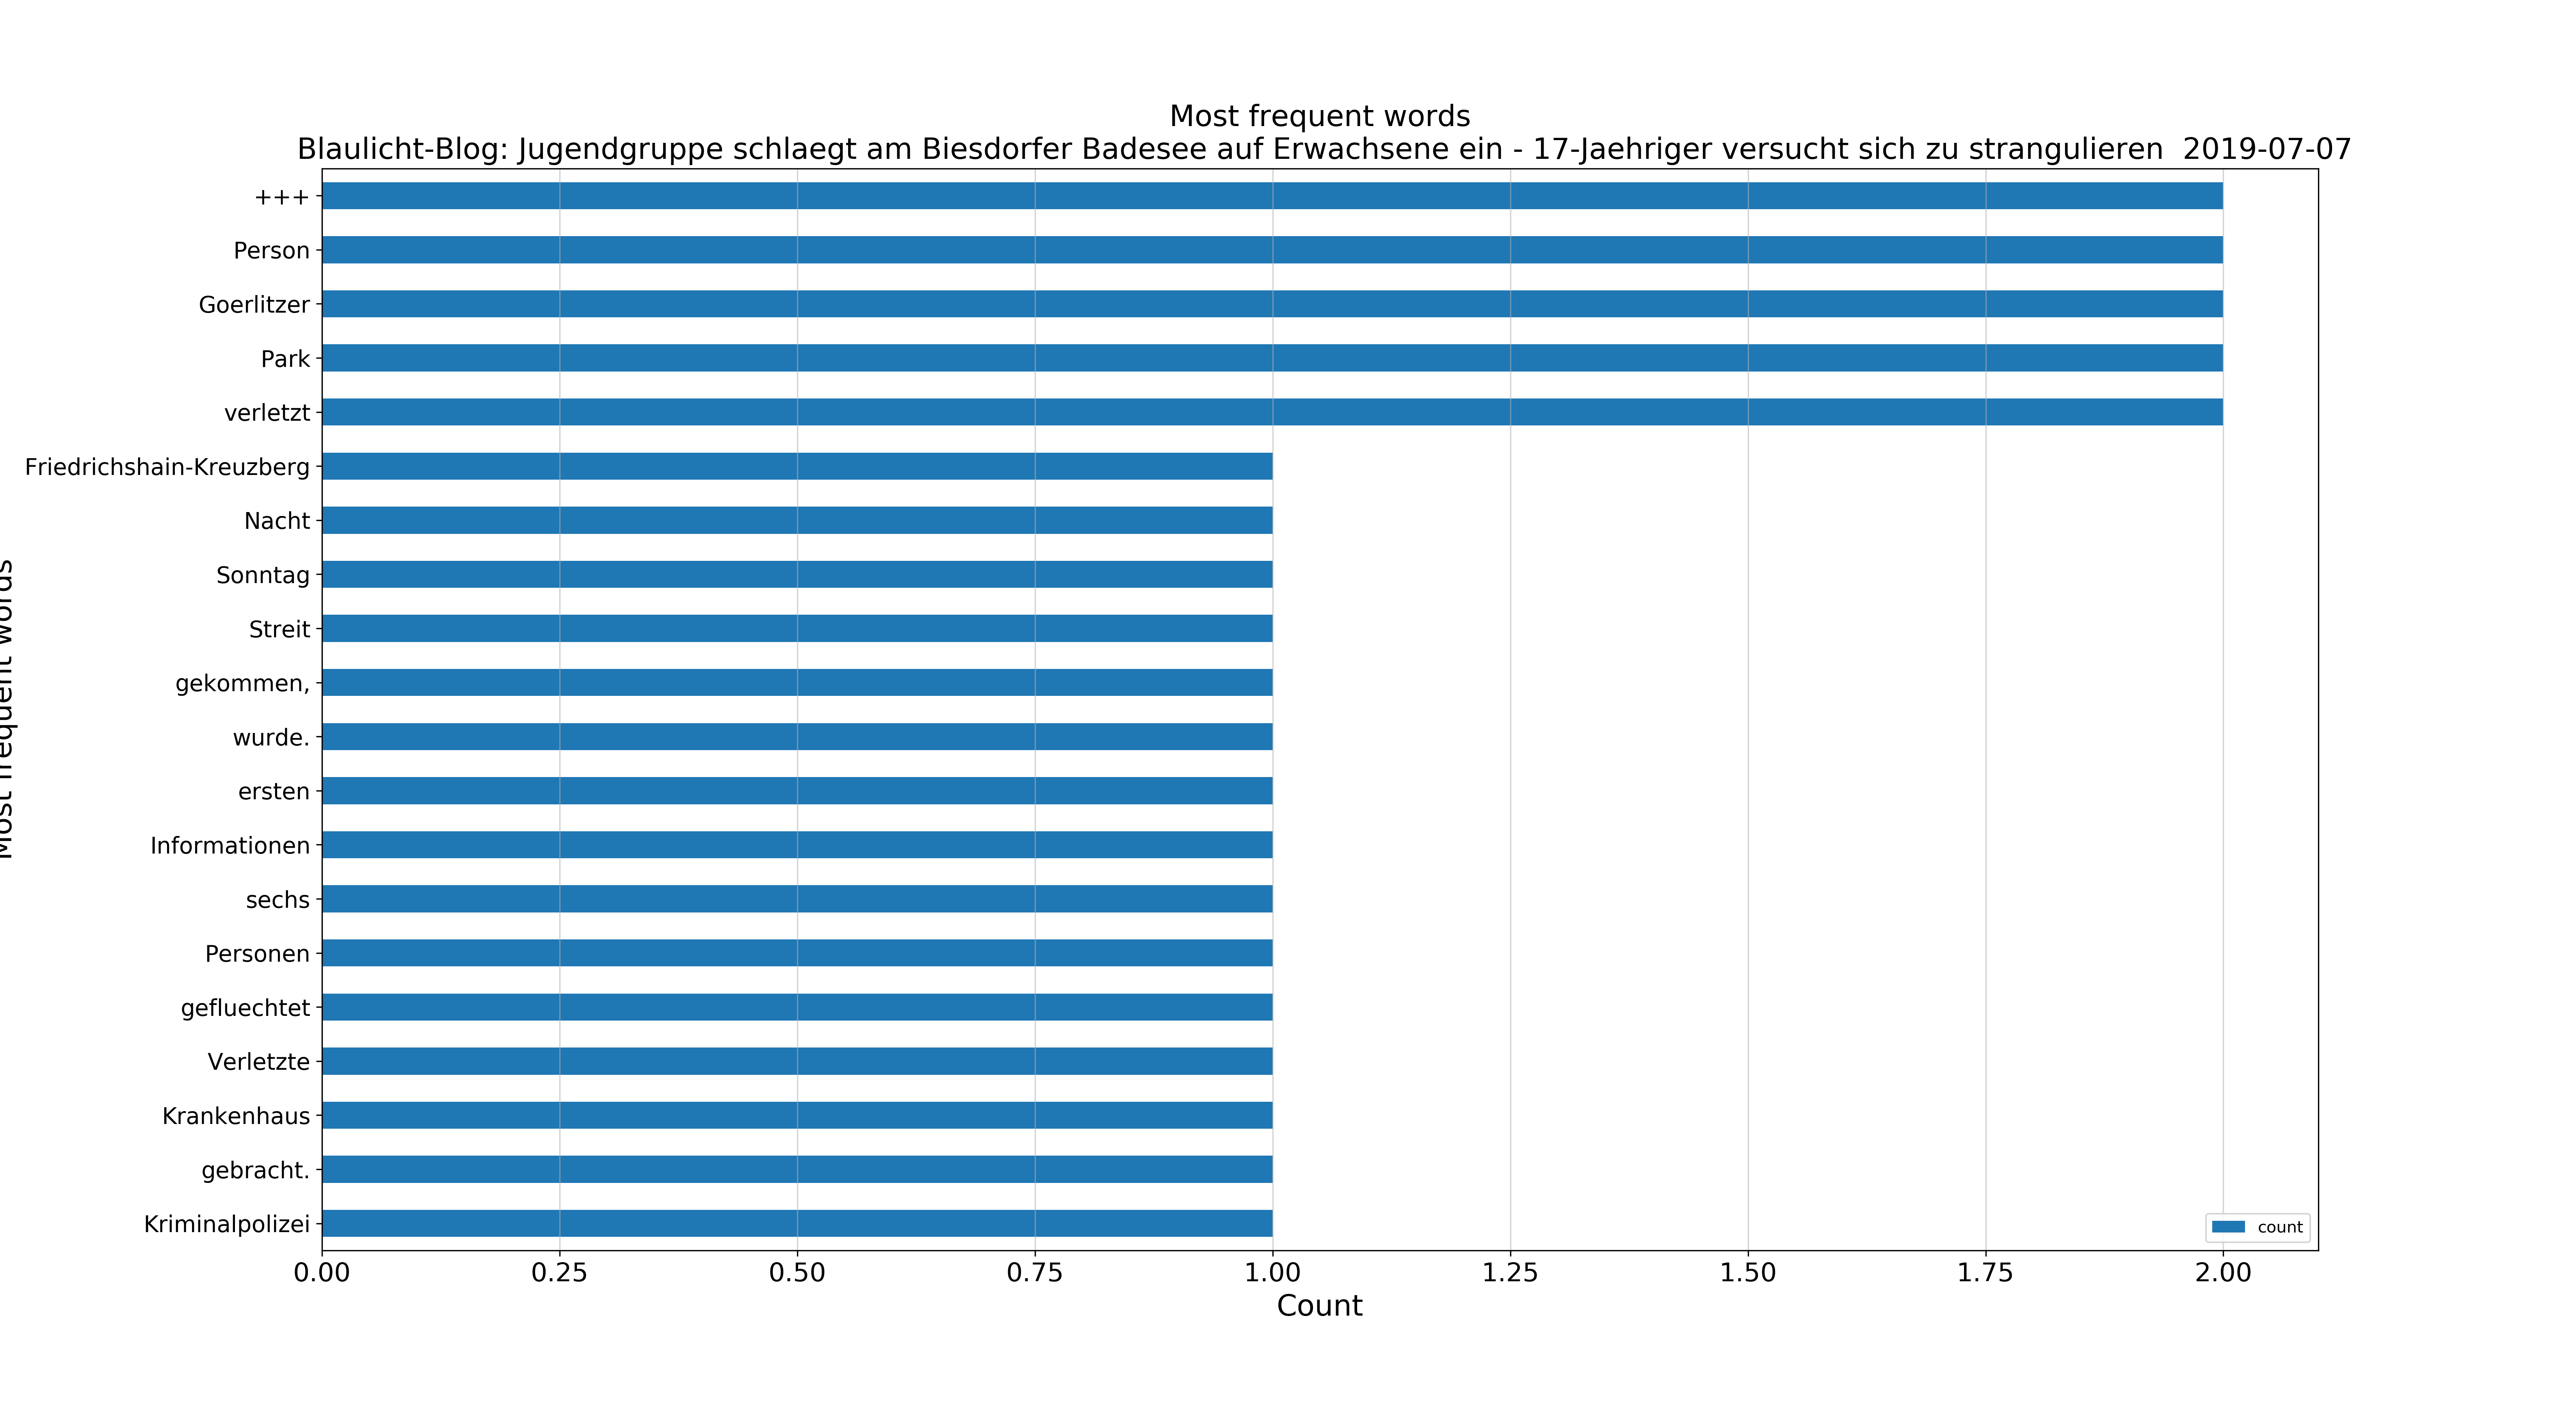 Most frequent words
Blaulicht-Blog: Jugendgruppe schlaegt am Biesdorfer Badesee auf Erwachsene ein - 17-Jaehriger versucht sich zu strangulieren  2019-07-07
Most frequent words
+++
Person
Goerlitzer
Park
verletzt
Friedrichshain-Kreuzberg
Nacht
Sonntag
Streit
gekommen,
wurde.
ersten
Informationen
sechs
Personen
gefluechtet
Verletzte
Krankenhaus
gebracht.
Kriminalpolizei
count
0.00 0.25 0.50 0.75 1.00 1.25 1.50 1.75 2.00
Count